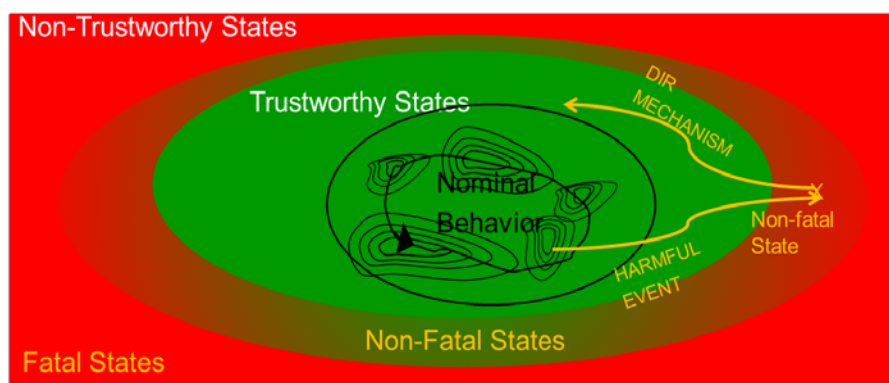 Non-Trustworthy States
Trustworthy States
DIR
MECHANISM
Nominal
Behavior
X
Non-fatal
State
HARMFUL
EVENT
Non-Fatal States
Fatal States